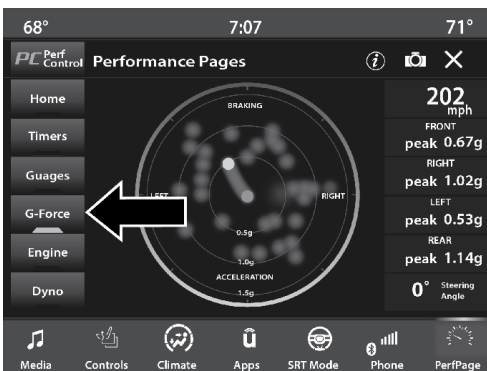 68° 7:07 71°
PC Perf Control Performance Pages i
Home
Timers
Guages
G-Force
Engine
Dyno
BRAKING
LEFT
RIGHT
0.5g
1.0g
ACCELERATION
1.5g
202 mph
FRONT
peak 0.67g
RIGHT
peak 1.02g
LEFT
peak 0.53g
REAR
peak 1.14g
0° Steering Angle
Media Controls Climate Apps SRT Mode Phone PerfPage